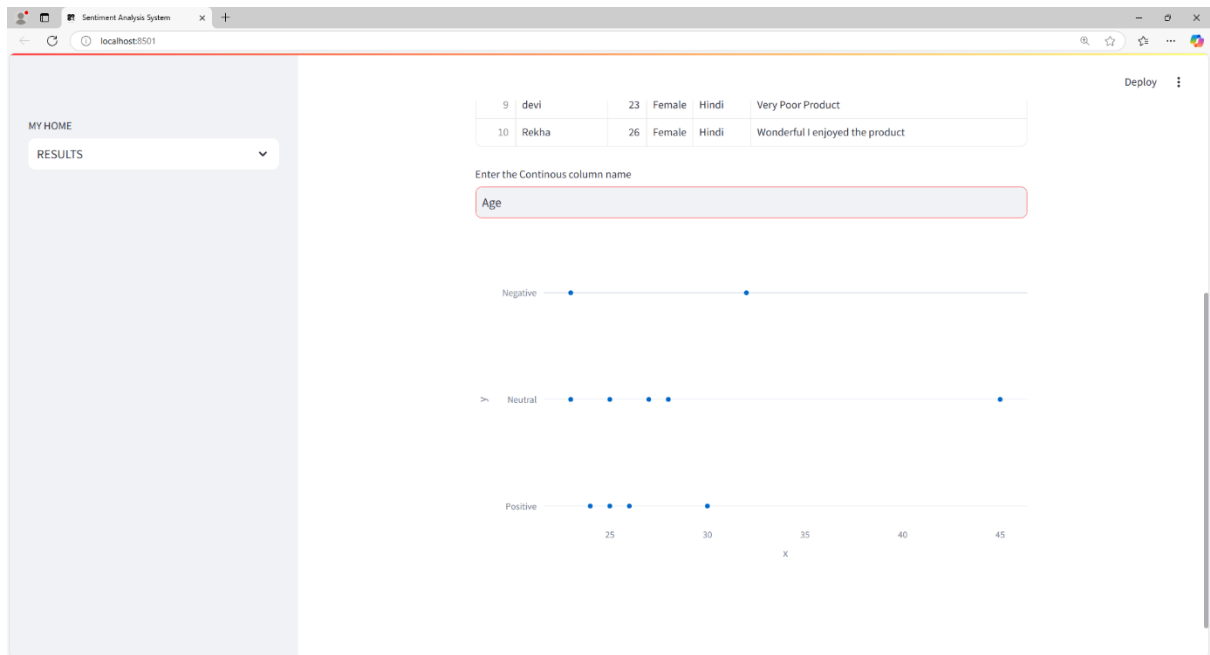 Sentiment Analysis System
localhost:8501
Deploy
MY HOME
RESULTS
9 devi 23 Female Hindi Very Poor Product
10 Rekha 26 Female Hindi Wonderful I enjoyed the product
Enter the Continous column name
Age
Negative
y
Neutral
Positive
25 30 35 40 45
x